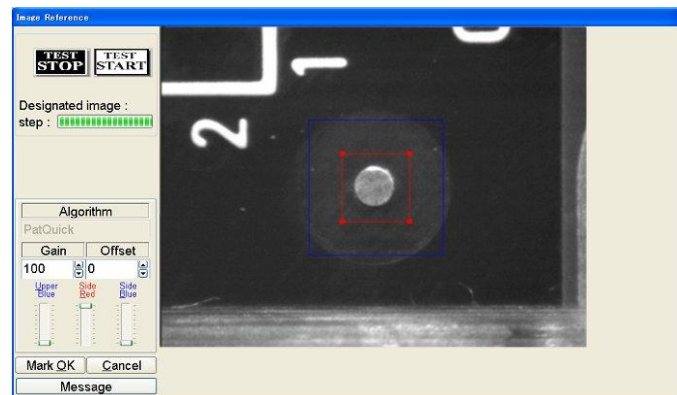 Image Reference
TEST STOP
TEST START
Designated image :
step :
Algorithm
PatQuick
Gain Offset
100 0
Upper Blue
Side Red
Side Blue
Mark OK Cancel
Message
1
2